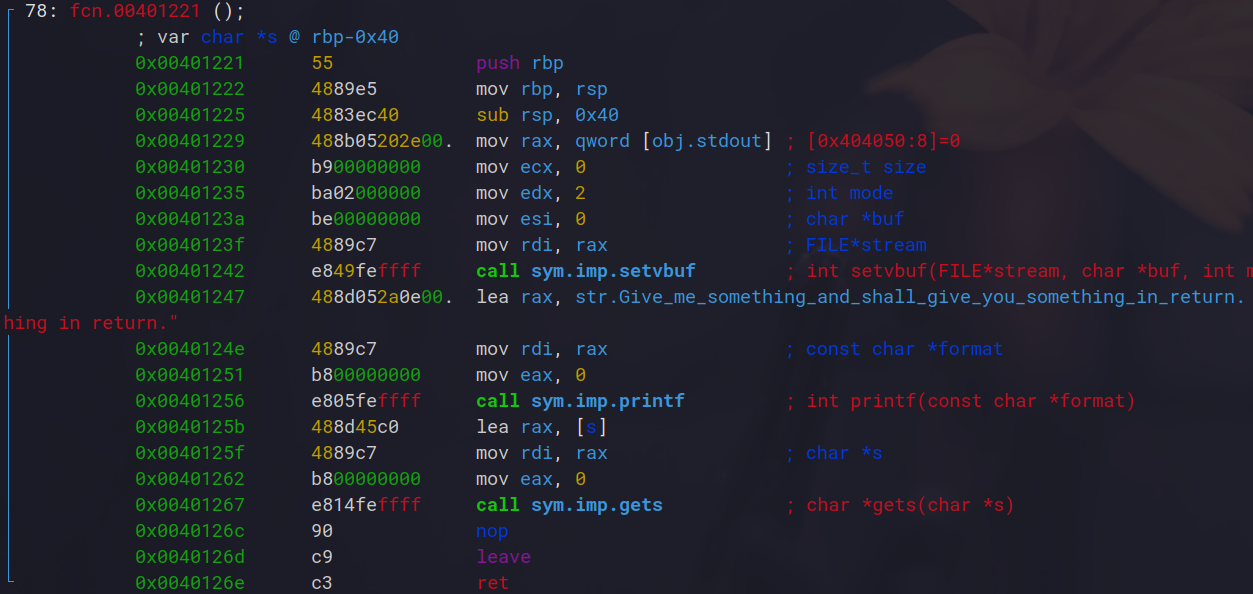 78: fcn.00401221 ();
; var char *s @ rbp-0x40
0x00401221 55 push rbp
0x00401222 4889e5 mov rbp, rsp
0x00401225 4883ec40 sub rsp, 0x40
0x00401229 488b05202e00. mov rax, qword [obj.stdout] ; [0x404050:8]=0
0x00401230 b900000000 mov ecx, 0 ; size_t size
0x00401235 ba02000000 mov edx, 2 ; int mode
0x0040123a be00000000 mov esi, 0 ; char *buf
0x0040123f 4889c7 mov rdi, rax ; FILE*stream
0x00401242 e849feffff call sym.imp.setvbuf ; int setvbuf(FILE*stream, char *buf, int m
0x00401247 488d052a0e00. lea rax, str.Give_me_something_and_shall_give_you_something_in_return.
hing in return."
0x0040124e 4889c7 mov rdi, rax ; const char *format
0x00401251 b800000000 mov eax, 0
0x00401256 e805feffff call sym.imp.printf ; int printf(const char *format)
0x0040125b 488d45c0 lea rax, [s]
0x0040125f 4889c7 mov rdi, rax ; char *s
0x00401262 b800000000 mov eax, 0
0x00401267 e814feffff call sym.imp.gets ; char *gets(char *s)
0x0040126c 90 nop
0x0040126d c9 leave
0x0040126e c3 ret